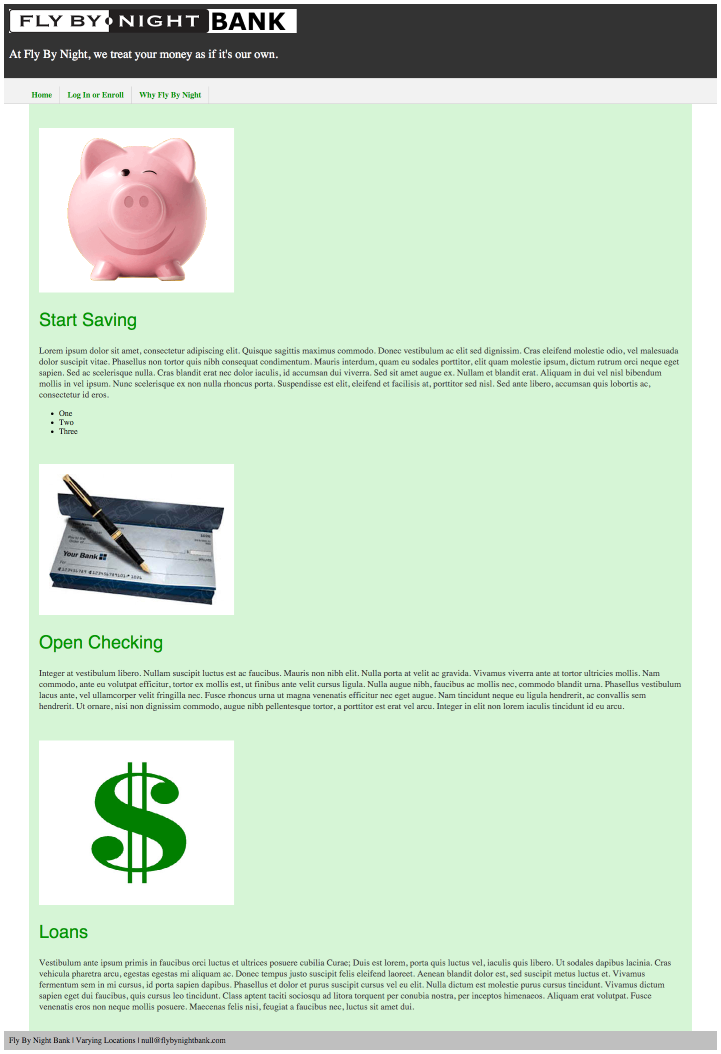 FLY BY NIGHT BANK
At Fly By Night, we treat your money as if it's our own.
Home Log In or Enroll Why Fly By Night
Start Saving
Lorem ipsum dolor sit amet, consectetur adipiscing elit. Quisque sagittis maximus commodo. Donec vestibulum ac elit sed dignissim. Cras eleifend molestie odio, vel malesuada
dolor suscipit vitae. Phasellus non tortor quis nibh consequat condimentum. Mauris interdum, quam eu sodales porttitor, elit quam molestie ipsum, dictum rutrum orci neque eget
sapien. Sed ac scelerisque nulla. Cras blandit erat nec dolor iaculis, id accumsan dui viverra. Sed sit amet augue ex. Nullam et blandit erat. Aliquam in dui vel nisl bibendum
mollis in vel ipsum. Nunc scelerisque ex non nulla rhoncus porta. Suspendisse est elit, eleifend et facilisis at, porttitor sed nisl. Sed ante libero, accumsan quis lobortis ac,
consectetur id eros.
One
Two
Three
Your Bank
Open Checking
Integer at vestibulum libero. Nullam suscipit luctus est ac faucibus. Mauris non nibh elit. Nulla porta at velit ac gravida. Vivamus viverra ante at tortor ultricies mollis. Nam
commodo, ante eu volutpat efficitur, tortor ex mollis est, ut finibus ante velit cursus ligula. Nulla augue nibh, faucibus ac mollis nec, commodo blandit urna. Phasellus vestibulum
lacus ante, vel ullamcorper velit fringilla nec. Fusce rhoncus urna ut magna venenatis efficitur nec eget augue. Nam tincidunt neque eu ligula hendrerit, ac convallis sem
hendrerit. Ut ornare, nisi non dignissim commodo, augue nibh pellentesque tortor, a porttitor est erat vel arcu. Integer in elit non lorem iaculis tincidunt id eu arcu.
$
Loans
Vestibulum ante ipsum primis in faucibus orci luctus et ultrices posuere cubilia Curae; Duis est lorem, porta quis luctus vel, iaculis quis libero. Ut sodales dapibus lacinia. Cras
vehicula pharetra arcu, egestas egestas mi aliquam ac. Donec tempus justo suscipit felis eleifend laoreet. Aenean blandit dolor est, sed suscipit metus luctus et. Vivamus
fermentum sem in mi cursus, id porta sapien dapibus. Phasellus et dolor et purus suscipit cursus vel eu elit. Nulla dictum est molestie purus cursus tincidunt. Vivamus dictum
sapien eget dui faucibus, quis cursus leo tincidunt. Class aptent taciti sociosqu ad litora torquent per conubia nostra, per inceptos himenaeos. Aliquam erat volutpat. Fusce
venenatis eros non neque mollis posuere. Maecenas felis nisi, feugiat a faucibus nec, luctus sit amet dui.
Fly By Night Bank | Varying Locations | null@flybynightbank.com